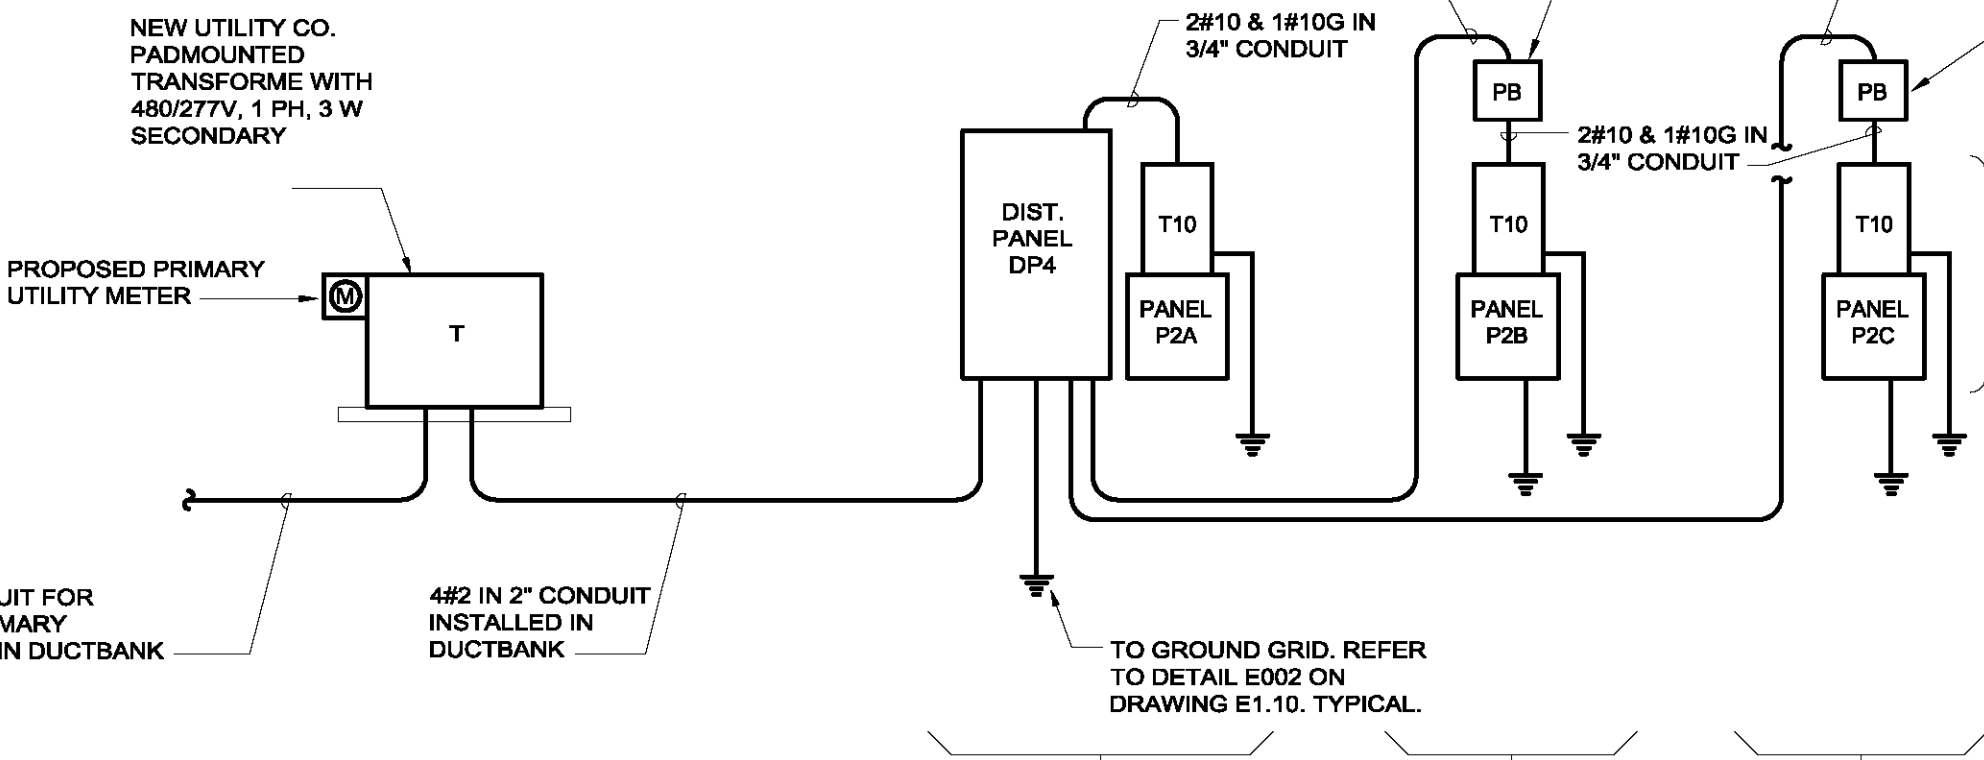 NEW UTILITY CO.
PADMOUNTED
TRANSFORME WITH
480/277V, 1 PH, 3 W
SECONDARY
2#10 & 1#10G IN
3/4" CONDUIT
PB
PB
2#10 & 1#10G IN
3/4" CONDUIT
DIST.
PANEL
DP4
T10
T10
T10
PROPOSED PRIMARY
UTILITY METER
M
T
PANEL
P2A
PANEL
P2B
PANEL
P2C
UIT FOR
MARY
IN DUCTBANK
4#2 IN 2" CONDUIT
INSTALLED IN
DUCTBANK
TO GROUND GRID. REFER
TO DETAIL E002 ON
DRAWING E1.10. TYPICAL.